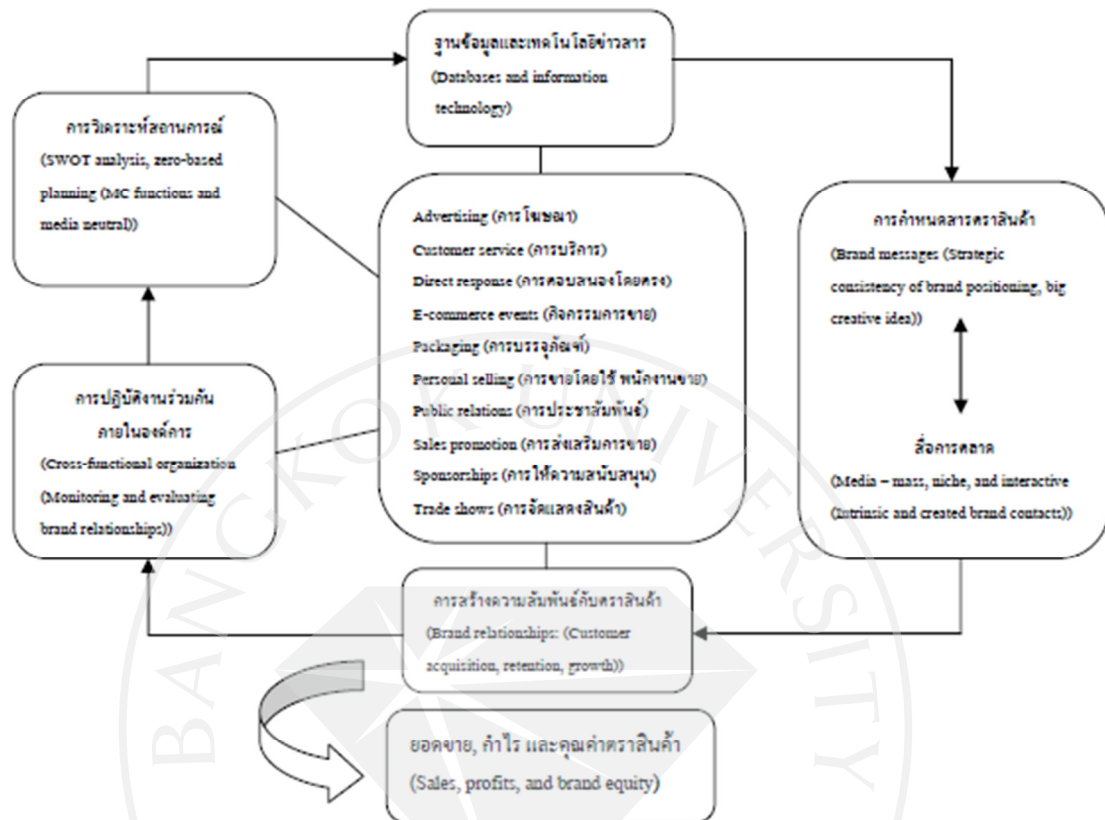 ฐานข้อมูลและเทคโนโลยีข่าวสาร
(Databases and information
technology)
การวิเคราะห์สถานการณ์
(SWOT analysis, zero-based
planning (MC functions and
media neutral))
Advertising (การโฆษณา)
Customer service (การบริการ)
Direct response (การตอบสนองโดยตรง)
E-commerce events (กิจกรรมการขาย)
Packaging (การบรรจุภัณฑ์)
Personal selling (การขายโดยใช้ พนักงานขาย)
Public relations (การประชาสัมพันธ์)
Sales promotion (การส่งเสริมการขาย)
Sponsorships (การให้ความสนับสนุน)
Trade shows (การจัดแสดงสินค้า)
การกำหนดสารตราสินค้า
(Brand messages (Strategic
consistency of brand positioning, big
creative idea))
สื่อการตลาด
(Media – mass, niche, and interactive
(Intrinsic and created brand contacts))
การปฏิบัติงานร่วมกัน
ภายในองค์การ
(Cross-functional organization
(Monitoring and evaluating
brand relationships))
การสร้างความสัมพันธ์กับตราสินค้า
(Brand relationships: (Customer
acquisition, retention, growth))
ยอดขาย, กำไร และคุณค่าตราสินค้า
(Sales, profits, and brand equity)
BANGKOK UNIVERSITY